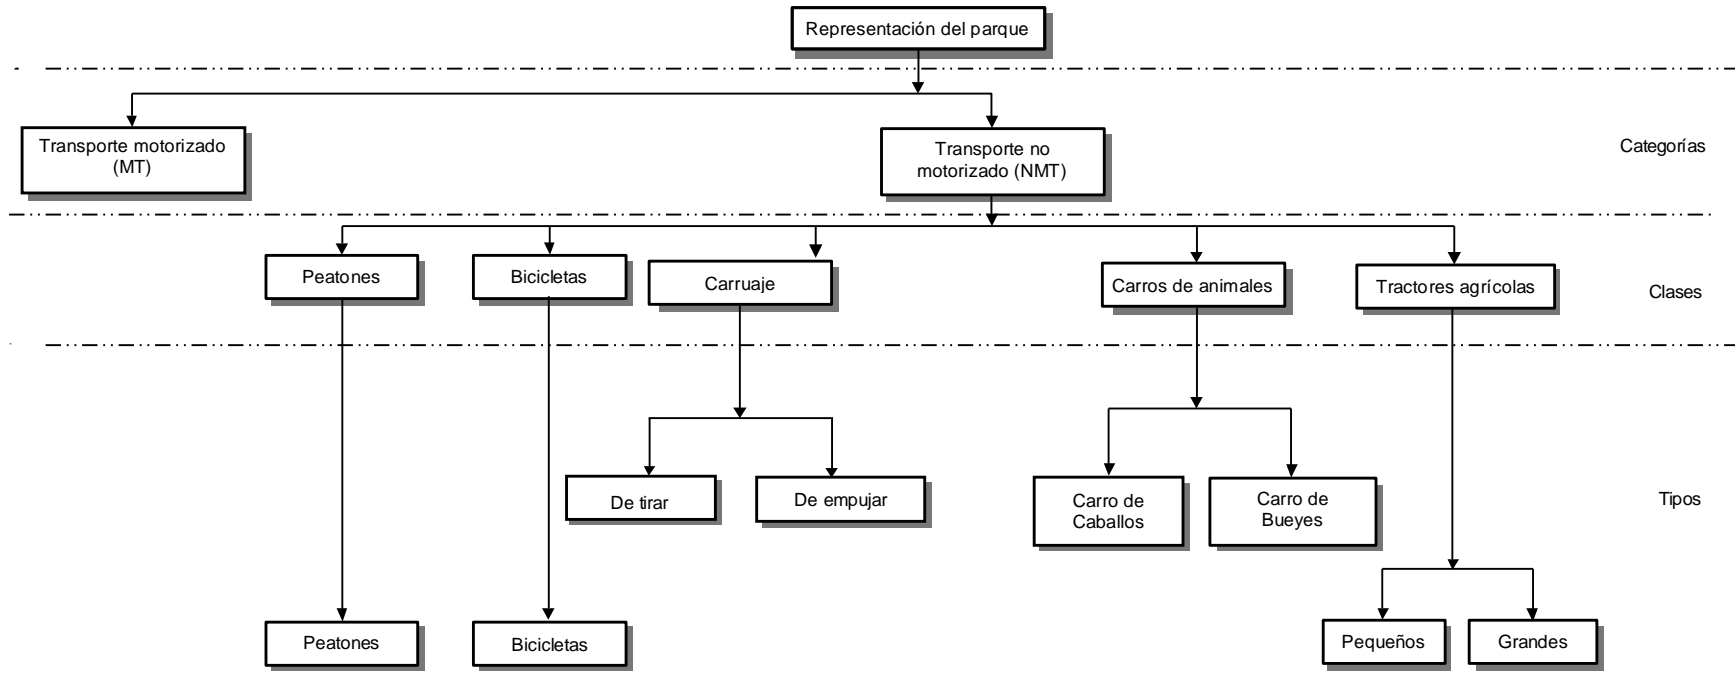 Representación del parque
Transporte motorizado
(MT)
Transporte no
motorizado (NMT)
Categorías
Peatones
Bicicletas
Carruaje
Carros de animales
Tractores agrícolas
Clases
De tirar
De empujar
Carro de
Caballos
Carro de
Bueyes
Tipos
Peatones
Bicicletas
Pequeños
Grandes